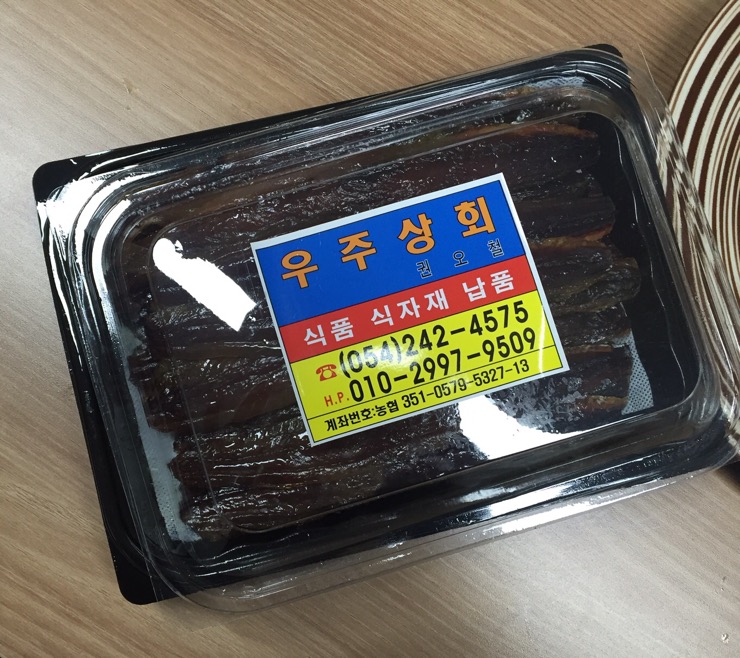 우주상회
권오철
식품 식자재 납품
☎(054)242-4575
H.P.010-2997-9509
계좌번호:농협 351-0579-5327-13